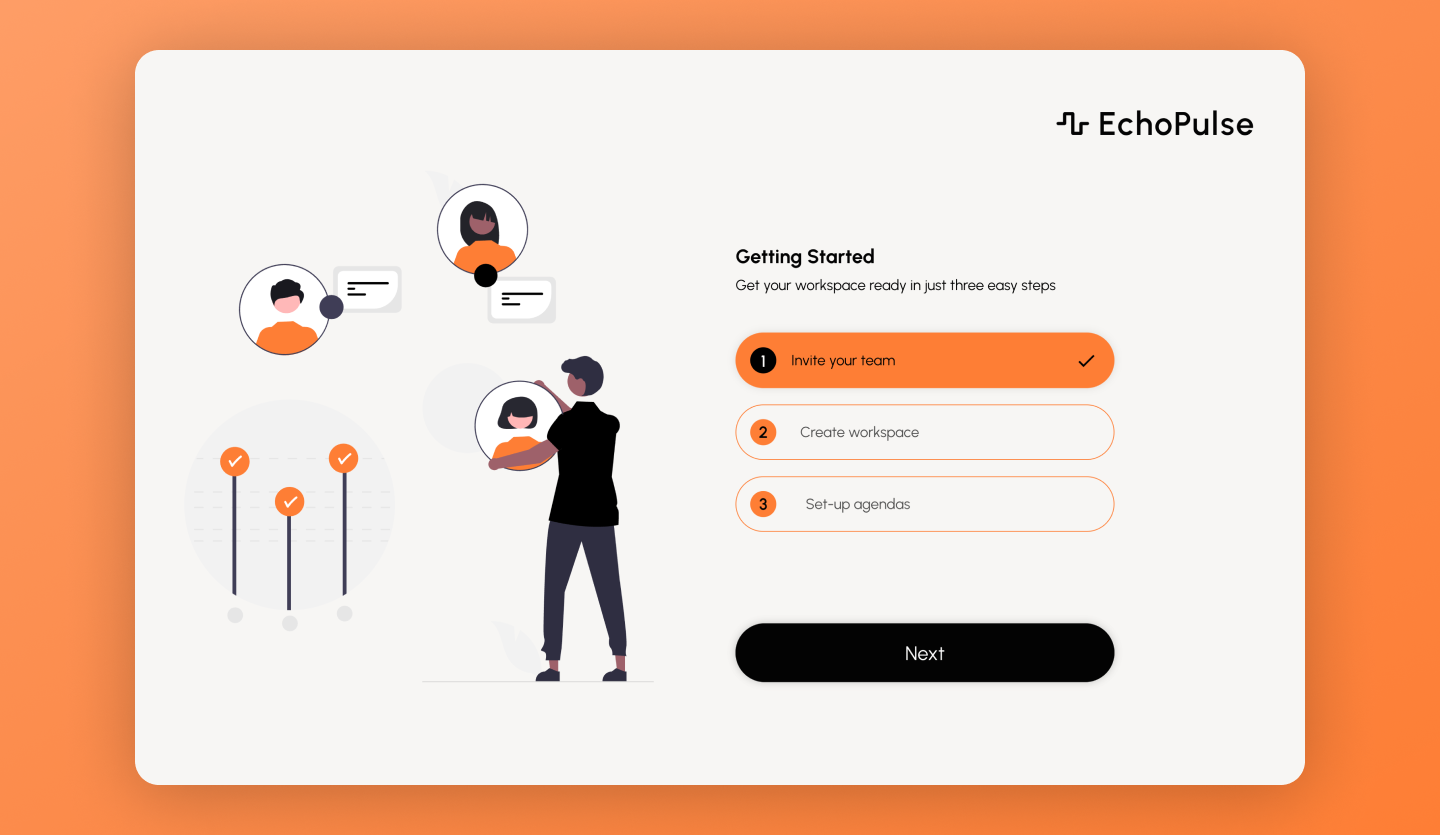 EchoPulse
Getting Started
Get your workspace ready in just three easy steps
1 Invite your team
2 Create workspace
3 Set-up agendas
Next